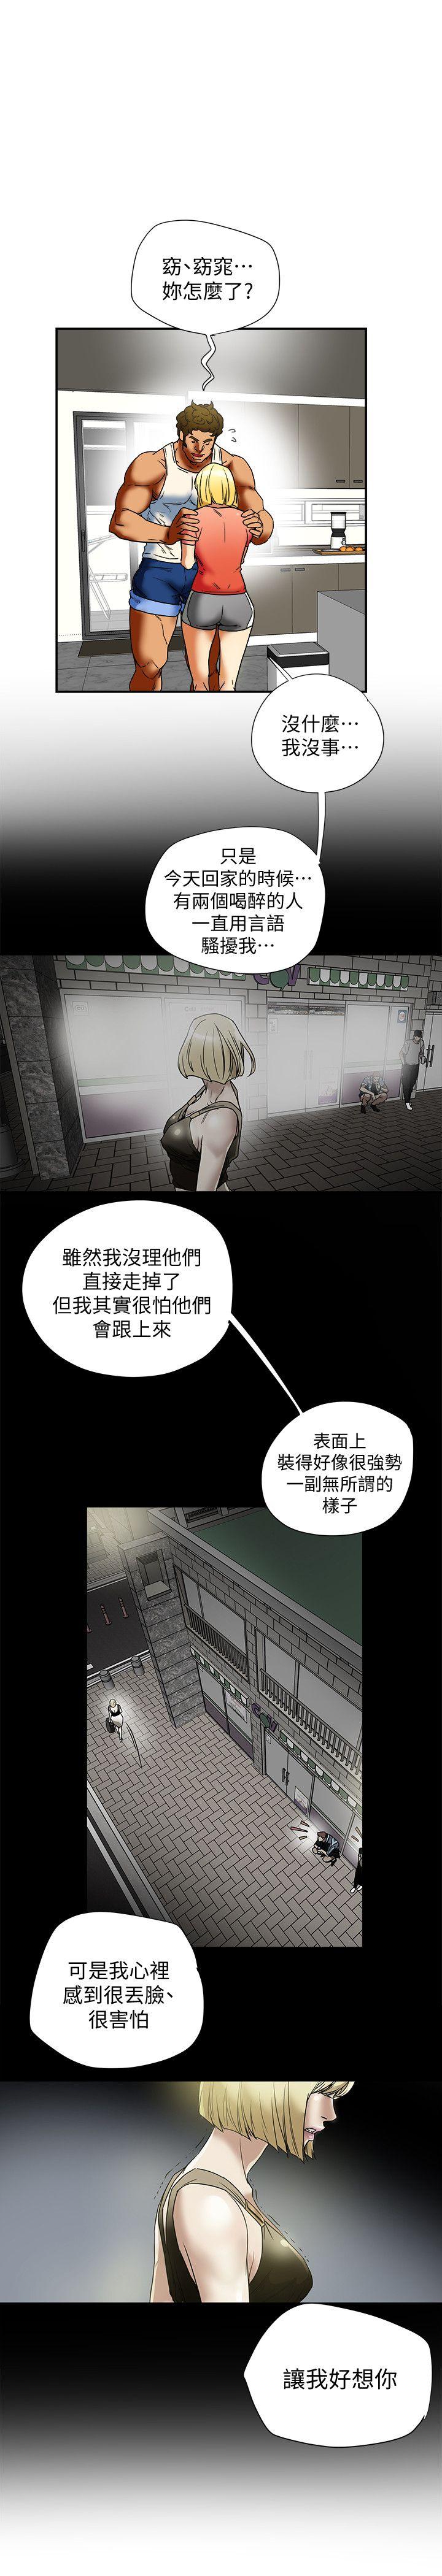 窈、窈窕⋯
妳怎麼了?
沒什麼⋯
我沒事⋯
只是
今天回家的時候⋯
有兩個喝醉的人
一直用言語
騷擾我⋯
雖然我沒理他們
直接走掉了
但我其實很怕他們
會跟上來
表面上
裝得好像很強勢
一副無所謂的
樣子
可是我心裡
感到很丟臉、
很害怕
讓我好想你